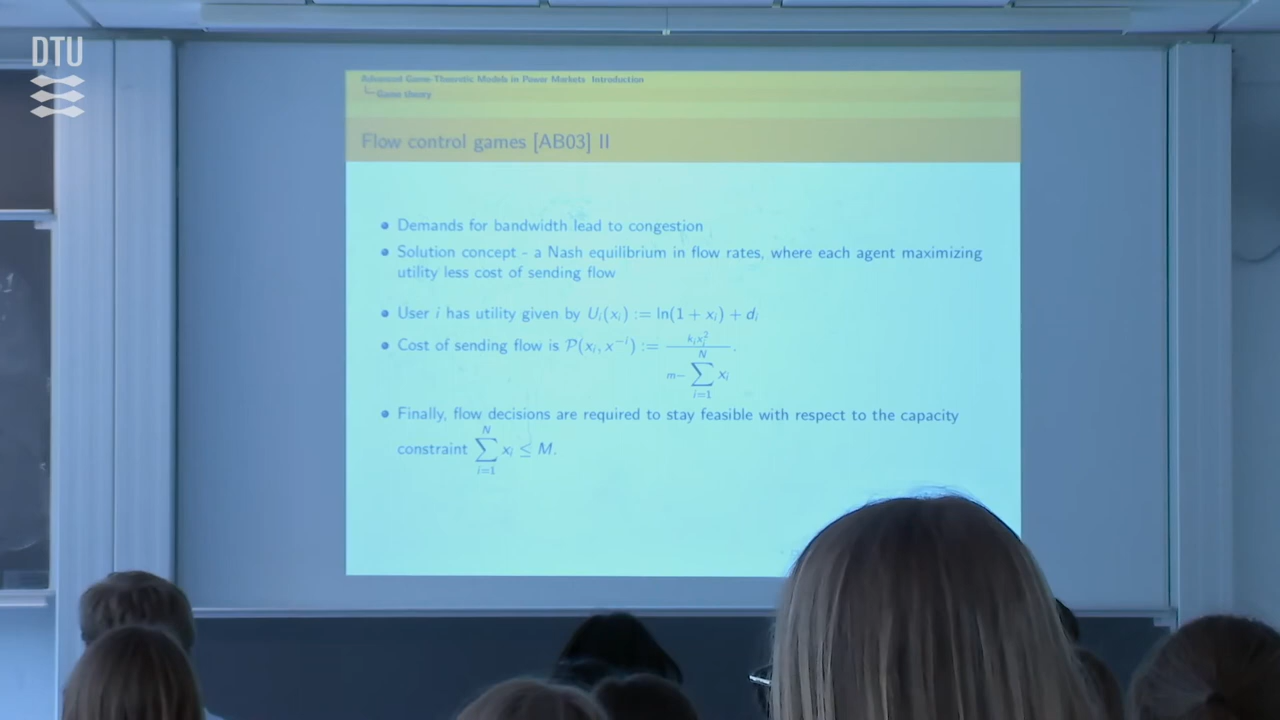 DTU
Advanced Game-Theoretic Models in Power Markets Introduction
Game theory
Flow control games [AB03] II
Demands for bandwidth lead to congestion
Solution concept - a Nash equilibrium in flow rates, where each agent maximizing
utility less cost of sending flow
User i has utility given by U_i(x_i) := ln(1 + x_i) + d_i
Cost of sending flow is P(x_i, x^{-i}) := \frac{k_i x_i^2}{m - \sum_{i=1}^{N} x_i}.
Finally, flow decisions are required to stay feasible with respect to the capacity
constraint \sum_{i=1}^{N} x_i ≤ M.